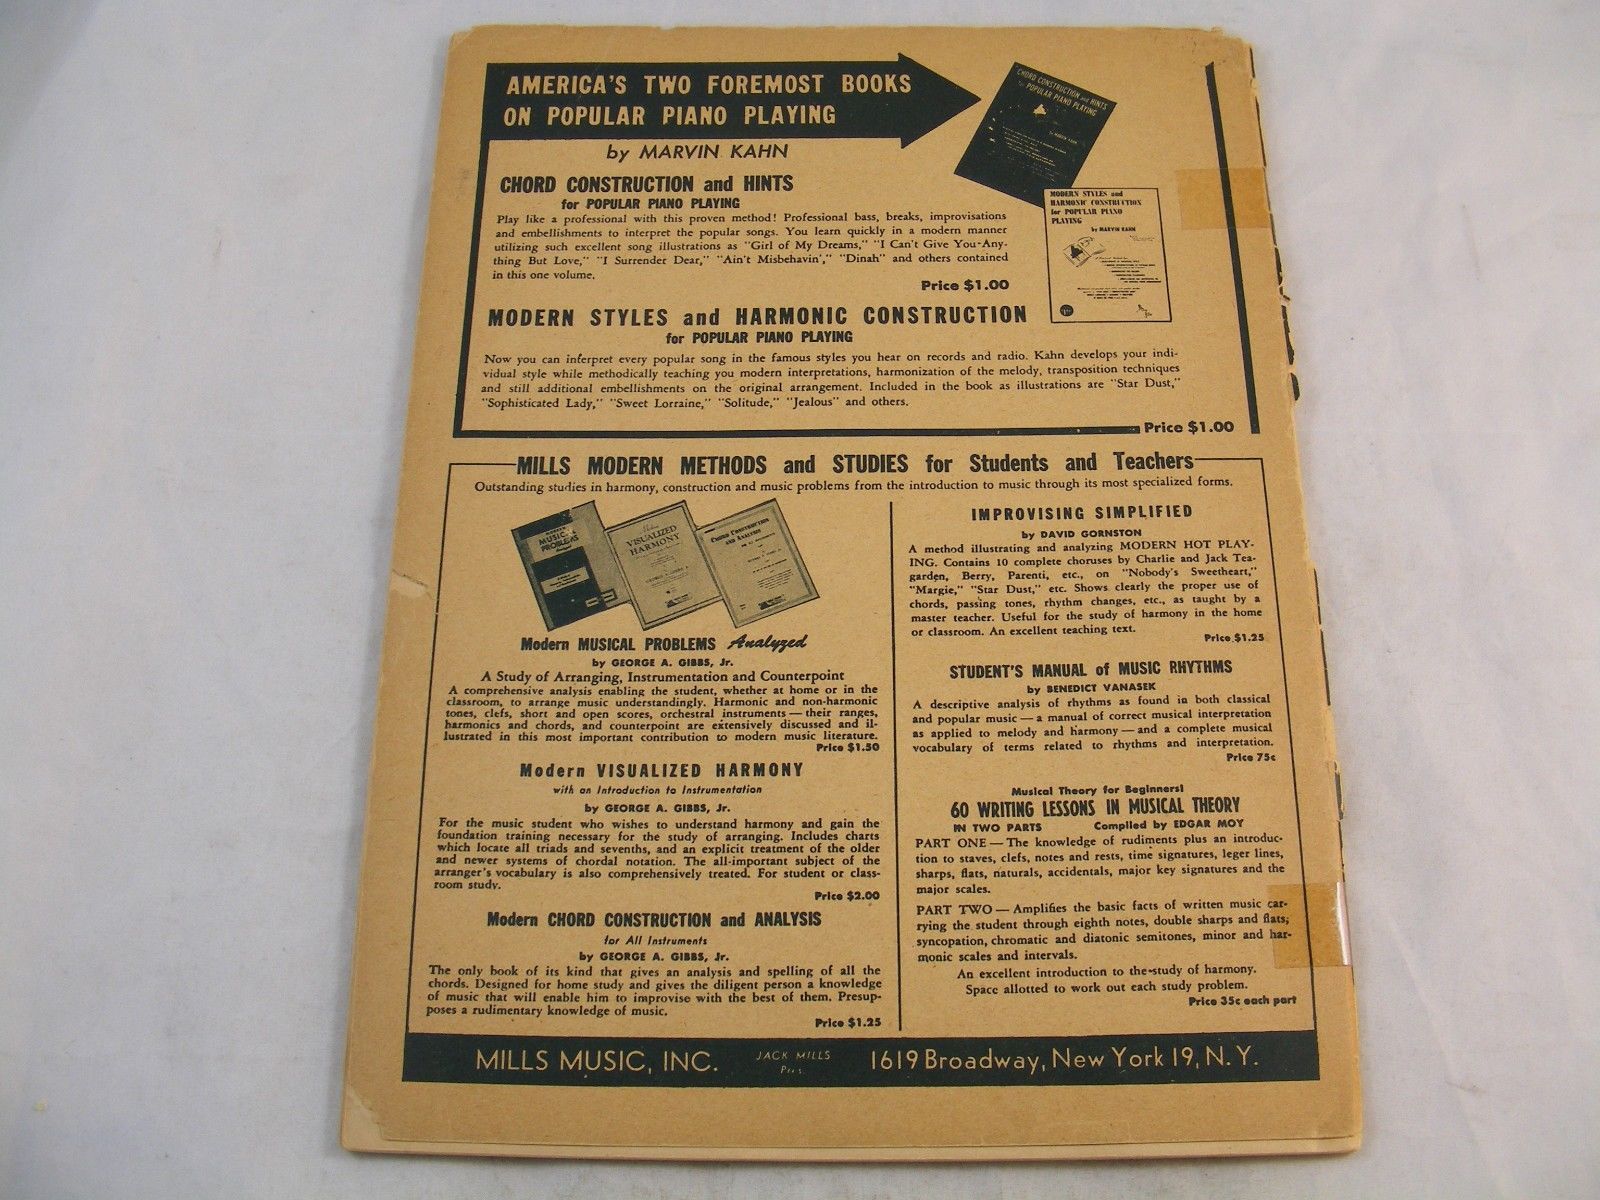 AMERICA'S TWO FOREMOST BOOKS
ON POPULAR PIANO PLAYING
by MARVIN KAHN
CHORD CONSTRUCTION and HINTS
for POPULAR PIANO PLAYING
Play like a professional with this proven method! Professional bass, breaks, improvisations
and embellishments to interpret the popular songs. You learn quickly in a modern manner
utilizing such excellent song illustrations as "Girl of My Dreams," "I Can't Give You Any-
thing But Love," "I Surrender Dear," "Ain't Misbehavin'," "Dinah" and others contained
in this one volume.
Price $1.00
CHORD CONSTRUCTION and HINTS
for POPULAR PIANO PLAYING
by MARVIN KAHN
MODERN STYLES and
HARMONIC CONSTRUCTION
for POPULAR PIANO
PLAYING
by MARVIN KAHN
MODERN STYLES and HARMONIC CONSTRUCTION
for POPULAR PIANO PLAYING
Now you can interpret every popular song in the famous styles you hear on records and radio. Kahn develops your indi-
vidual style while methodically teaching you modern interpretations, harmonization of the melody, transposition techniques
and still additional embellishments on the original arrangement. Included in the book as illustrations are "Star Dust,"
"Sophisticated Lady," "Sweet Lorraine," "Solitude," "Jealous" and others.
Price $1.00
MILLS MODERN METHODS and STUDIES for Students and Teachers
Outstanding studies in harmony, construction and music problems from the introduction to music through its most specialized forms.
MODERN
MUSICAL
PROBLEMS
Analyzed
Modern
VISUALIZED
HARMONY
GEORGE A. GIBBS, Jr.
CHORD CONSTRUCTION
AND ANALYSIS
Modern MUSICAL PROBLEMS Analyzed
by GEORGE A. GIBBS, Jr.
A Study of Arranging, Instrumentation and Counterpoint
A comprehensive analysis enabling the student, whether at home or in the
classroom, to arrange music understandingly. Harmonic and non-harmonic
tones, clefs, short and open scores, orchestral instruments — their ranges,
harmonics and chords, and counterpoint are extensively discussed and il-
lustrated in this most important contribution to modern music literature.
Price $1.50
Modern VISUALIZED HARMONY
with an Introduction to Instrumentation
by GEORGE A. GIBBS, Jr.
For the music student who wishes to understand harmony and gain the
foundation training necessary for the study of arranging. Includes charts
which locate all triads and sevenths, and an explicit treatment of the older
and newer systems of chordal notation. The all-important subject of the
arranger's vocabulary is also comprehensively treated. For student or class-
room study.
Price $2.00
Modern CHORD CONSTRUCTION and ANALYSIS
for All Instruments
by GEORGE A. GIBBS, Jr.
The only book of its kind that gives an analysis and spelling of all the
chords. Designed for home study and gives the diligent person a knowledge
of music that will enable him to improvise with the best of them. Presup-
poses a rudimentary knowledge of music.
Price $1.25
IMPROVISING SIMPLIFIED
by DAVID GORNSTON
A method illustrating and analyzing MODERN HOT PLAY-
ING. Contains 10 complete choruses by Charlie and Jack Tea-
garden, Berry, Parenti, etc., on "Nobody's Sweetheart,"
"Margie," "Star Dust," etc. Shows clearly the proper use of
chords, passing tones, rhythm changes, etc., as taught by a
master teacher. Useful for the study of harmony in the home
or classroom. An excellent teaching text.
Price $1.25
STUDENT'S MANUAL of MUSIC RHYTHMS
by BENEDICT VANASEK
A descriptive analysis of rhythms as found in both classical
and popular music — a manual of correct musical interpretation
as applied to melody and harmony — and a complete musical
vocabulary of terms related to rhythms and interpretation.
Price 75c
Musical Theory for Beginners!
60 WRITING LESSONS IN MUSICAL THEORY
IN TWO PARTS Compiled by EDGAR MOY
PART ONE — The knowledge of rudiments plus an introduc-
tion to staves, clefs, notes and rests, time signatures, leger lines,
sharps, flats, naturals, accidentals, major key signatures and the
major scales.
PART TWO — Amplifies the basic facts of written music car-
rying the student through eighth notes, double sharps and flats,
syncopation, chromatic and diatonic semitones, minor and har-
monic scales and intervals.
An excellent introduction to the study of harmony.
Space allotted to work out each study problem.
Price 35c each part
MILLS MUSIC, INC. JACK MILLS Pres. 1619 Broadway, New York 19, N.Y.